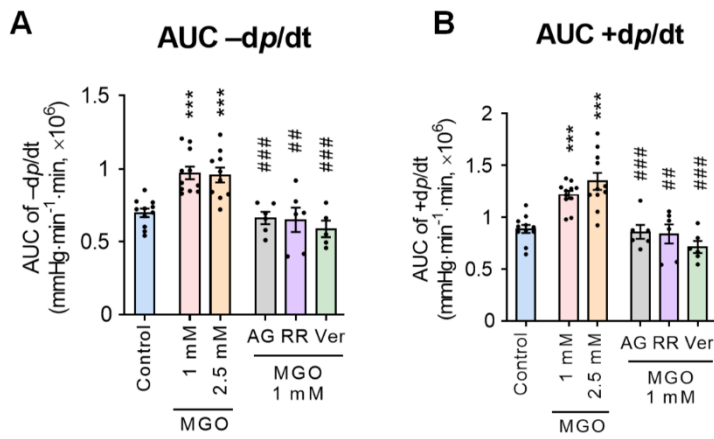 A
AUC –dp/dt
AUC of –dp/dt
(mmHg·min⁻¹·min, ×10⁶)
1.5
1
0.5
0
***
***
###
##
###
Control
1 mM
2.5 mM
AG RR Ver
MGO
MGO
1 mM
B
AUC +dp/dt
AUC of +dp/dt
(mmHg·min⁻¹·min, ×10⁶)
2
1.5
1
0.5
0
***
***
###
##
###
Control
1 mM
2.5 mM
AG RR Ver
MGO
MGO
1 mM